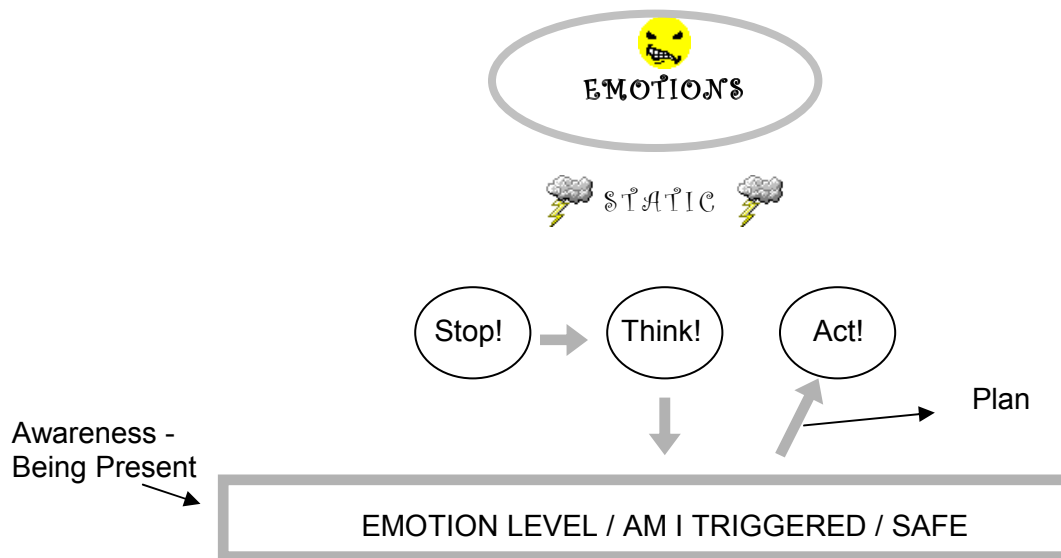 EMOTIONS
STATIC
Stop!
Think!
Act!
Plan
Awareness -
Being Present
EMOTION LEVEL / AM I TRIGGERED / SAFE